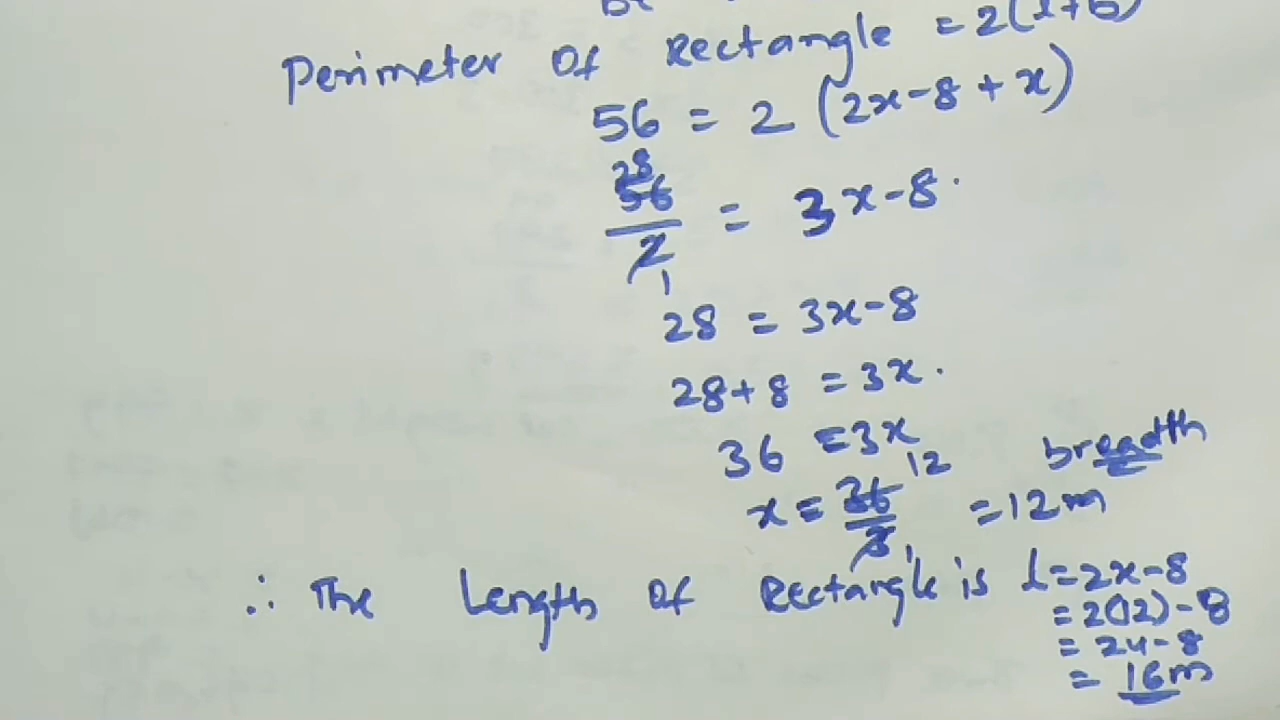 be
Perimeter of Rectangle = 2(l+b)
56 = 2 (2x-8+x)
28
56/2 = 3x-8.
1
28 = 3x-8
28+8 = 3x.
36 = 3x
breadth
12
x = 36/3 = 12m
1
∴ The Length of Rectangle is l=2x-8
= 2(12)-8
= 24-8
= 16m